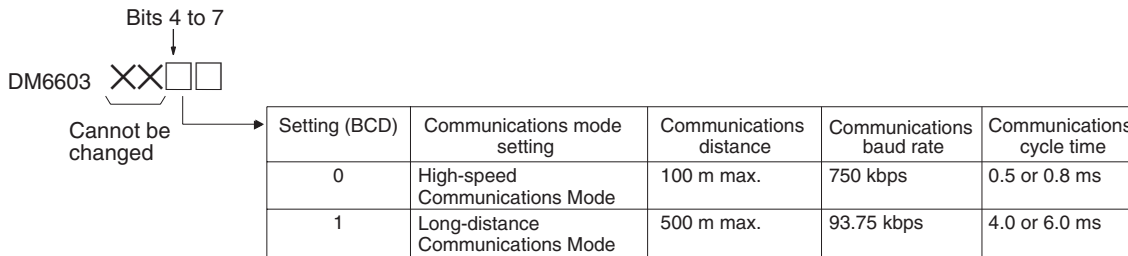 Bits 4 to 7
DM6603
Cannot be
changed
Setting (BCD) Communications mode setting Communications distance Communications baud rate Communications cycle time
0 High-speed Communications Mode 100 m max. 750 kbps 0.5 or 0.8 ms
1 Long-distance Communications Mode 500 m max. 93.75 kbps 4.0 or 6.0 ms